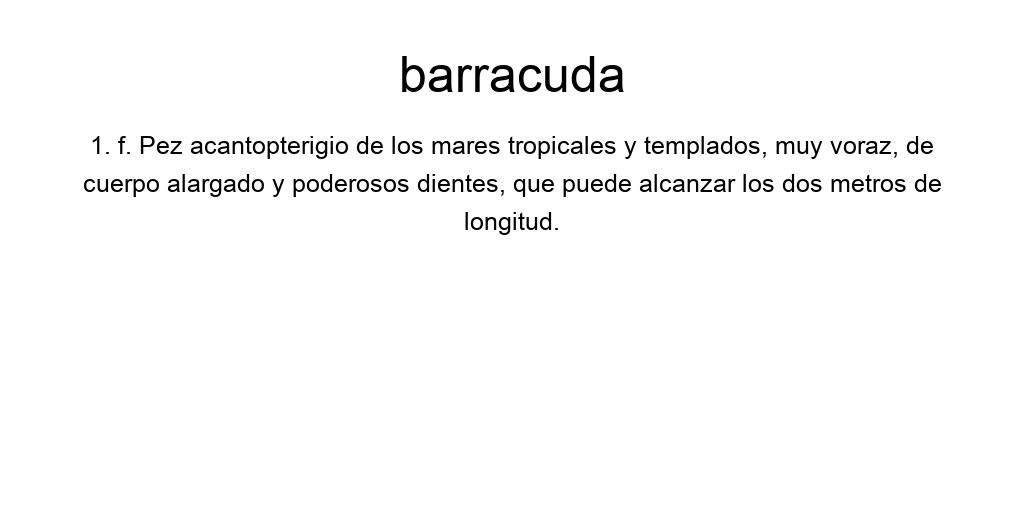 barracuda
1. f. Pez acantopterigio de los mares tropicales y templados, muy voraz, de
cuerpo alargado y poderosos dientes, que puede alcanzar los dos metros de
longitud.